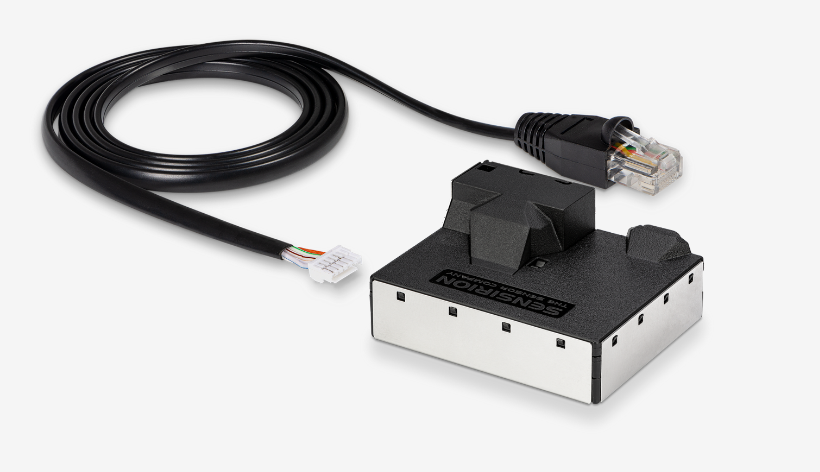 SENSIRION
THE SENSOR COMPANY